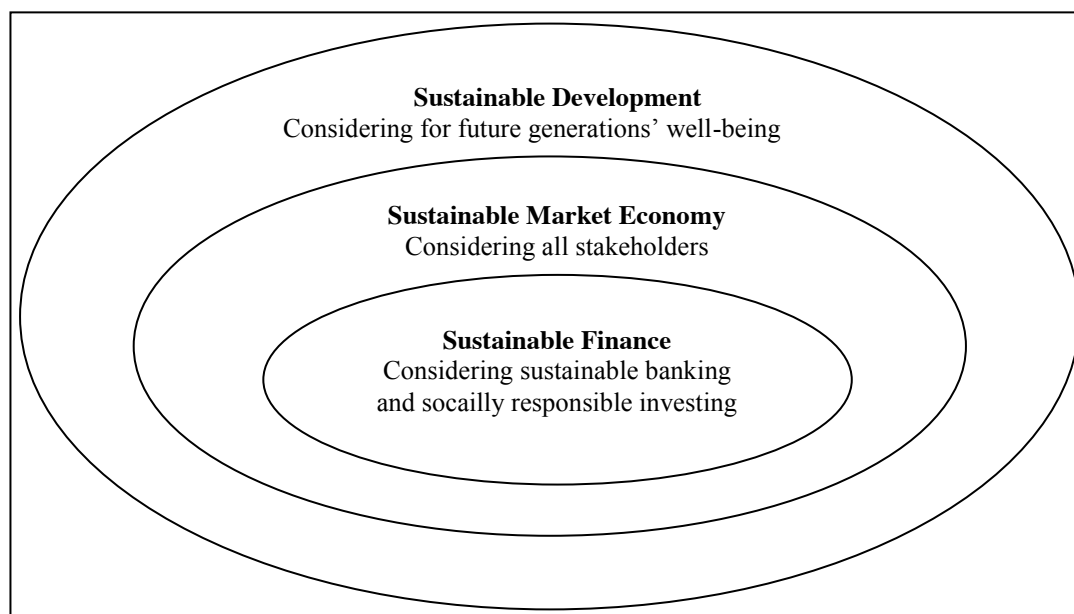 Sustainable Development
Considering for future generations’ well-being
Sustainable Market Economy
Considering all stakeholders
Sustainable Finance
Considering sustainable banking
and socailly responsible investing